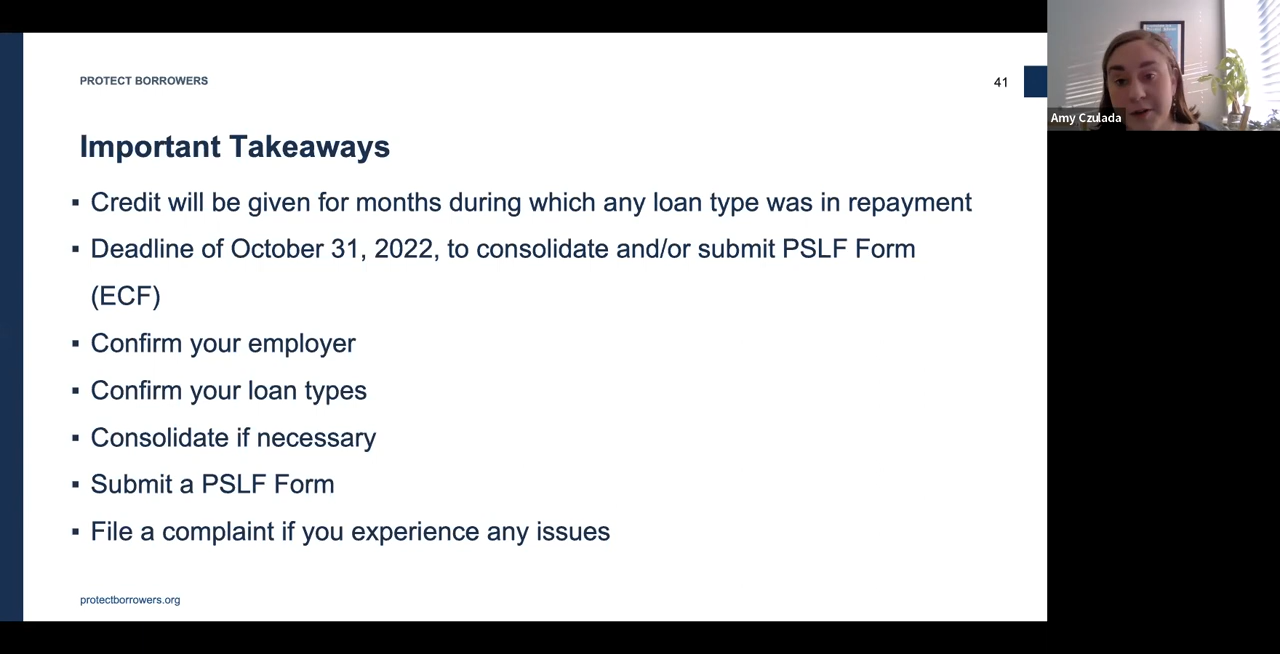 PROTECT BORROWERS
41
Important Takeaways
▪ Credit will be given for months during which any loan type was in repayment
▪ Deadline of October 31, 2022, to consolidate and/or submit PSLF Form
(ECF)
▪ Confirm your employer
▪ Confirm your loan types
▪ Consolidate if necessary
▪ Submit a PSLF Form
▪ File a complaint if you experience any issues
protectborrowers.org
Amy Czulada